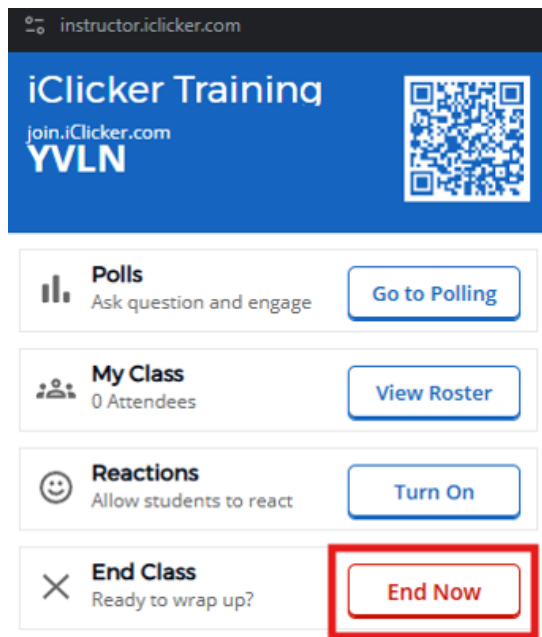 instructor.iclicker.com
iClicker Training
join.iClicker.com
YVLN
Polls
Ask question and engage
Go to Polling
My Class
0 Attendees
View Roster
Reactions
Allow students to react
Turn On
End Class
Ready to wrap up?
End Now